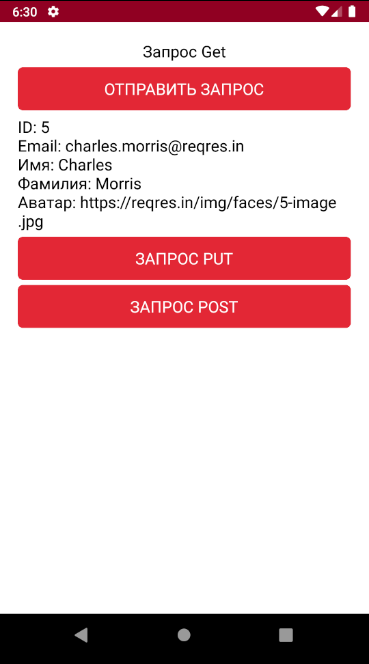 6:30
Запрос Get
ОТПРАВИТЬ ЗАПРОС
ID: 5
Email: charles.morris@reqres.in
Имя: Charles
Фамилия: Morris
Аватар: https://reqres.in/img/faces/5-image
.jpg
ЗАПРОС PUT
ЗАПРОС POST